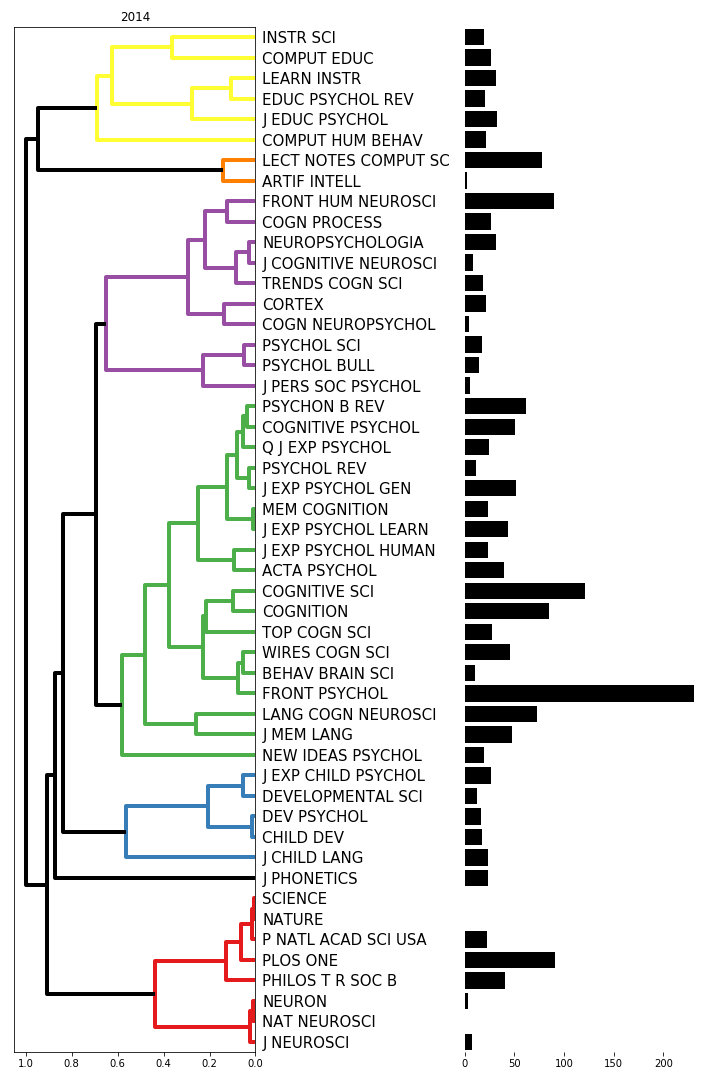 2014
INSTR SCI
COMPUT EDUC
LEARN INSTR
EDUC PSYCHOL REV
J EDUC PSYCHOL
COMPUT HUM BEHAV
LECT NOTES COMPUT SC
ARTIF INTELL
FRONT HUM NEUROSCI
COGN PROCESS
NEUROPSYCHOLOGIA
J COGNITIVE NEUROSCI
TRENDS COGN SCI
CORTEX
COGN NEUROPSYCHOL
PSYCHOL SCI
PSYCHOL BULL
J PERS SOC PSYCHOL
PSYCHON B REV
COGNITIVE PSYCHOL
Q J EXP PSYCHOL
PSYCHOL REV
J EXP PSYCHOL GEN
MEM COGNITION
J EXP PSYCHOL LEARN
J EXP PSYCHOL HUMAN
ACTA PSYCHOL
COGNITIVE SCI
COGNITION
TOP COGN SCI
WIRES COGN SCI
BEHAV BRAIN SCI
FRONT PSYCHOL
LANG COGN NEUROSCI
J MEM LANG
NEW IDEAS PSYCHOL
J EXP CHILD PSYCHOL
DEVELOPMENTAL SCI
DEV PSYCHOL
CHILD DEV
J CHILD LANG
J PHONETICS
SCIENCE
NATURE
P NATL ACAD SCI USA
PLOS ONE
PHILOS T R SOC B
NEURON
NAT NEUROSCI
J NEUROSCI
1.0 0.8 0.6 0.4 0.2 0.0 0 50 100 150 200